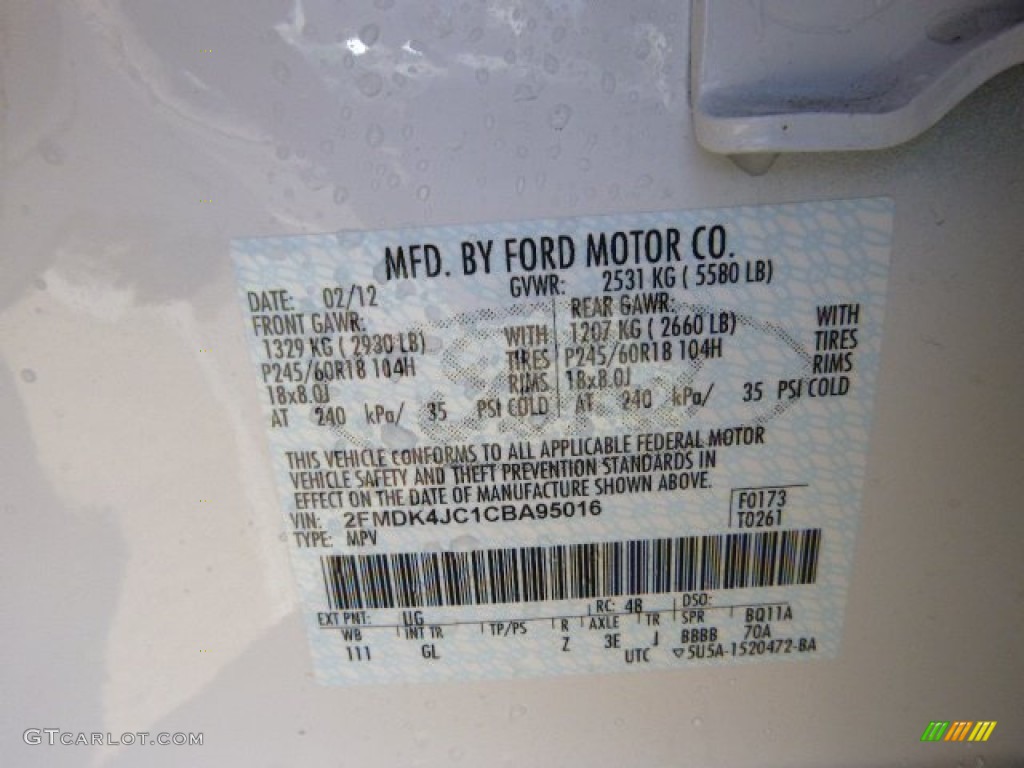 MFD. BY FORD MOTOR CO.
DATE: 02/12 GVWR: 2531 KG ( 5580 LB)
FRONT GAWR: REAR GAWR:
1329 KG ( 2930 LB) WITH 1207 KG ( 2660 LB) WITH
P245/60R18 104H TIRES P245/60R18 104H TIRES
18x8.0J RIMS 18x8.0J RIMS
AT 240 kPa/ 35 PSI COLD AT 240 kPa/ 35 PSI COLD
THIS VEHICLE CONFORMS TO ALL APPLICABLE FEDERAL MOTOR
VEHICLE SAFETY AND THEFT PREVENTION STANDARDS IN
EFFECT ON THE DATE OF MANUFACTURE SHOWN ABOVE.
VIN: 2FMDK4JC1CBA95016 F0173
TYPE: MPV T0261
EXT PNT: UG RC: 48 DSO:
WB INT TR TP/PS R AXLE TR SPR BQ11A
111 GL Z 3E J BBBB 70A
UTC ▽5U5A-1520472-BA
GTCARLOT.COM